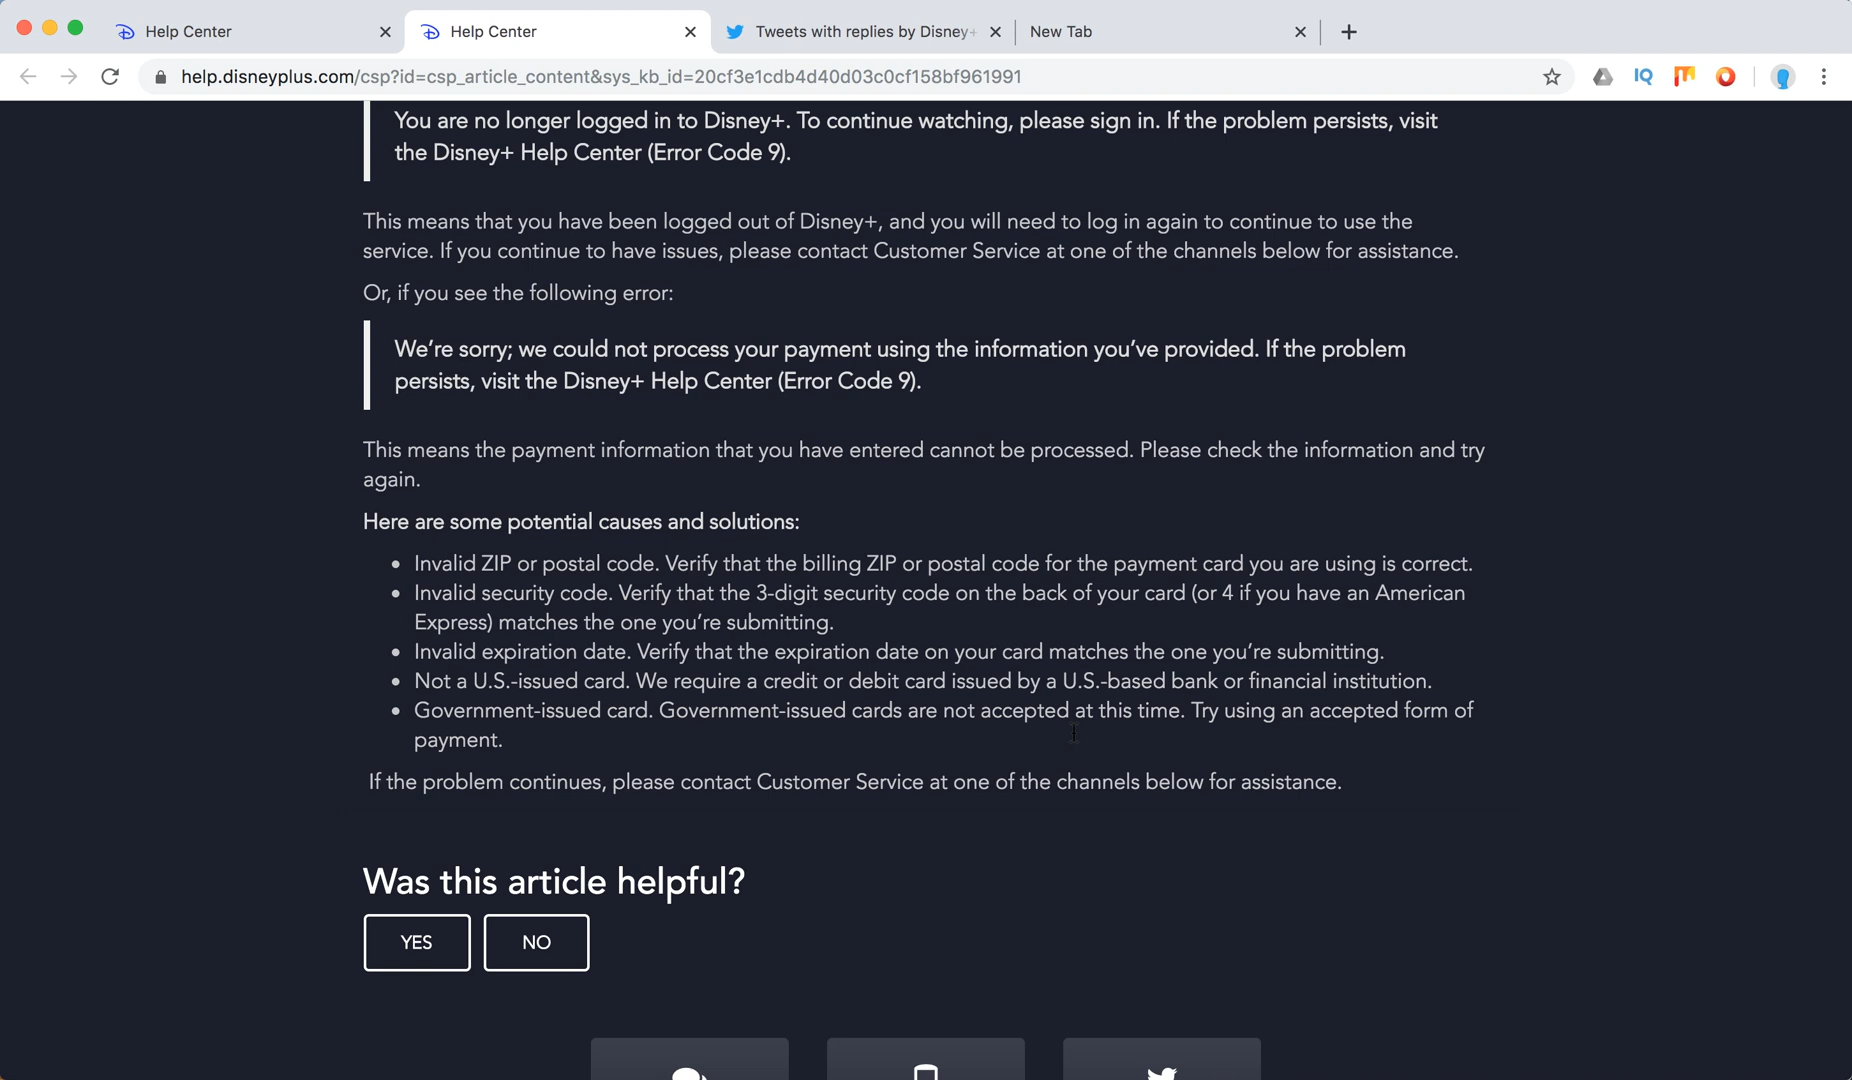 Help Center
Help Center
Tweets with replies by Disney+
New Tab
help.disneyplus.com/csp?id=csp_article_content&sys_kb_id=20cf3e1cdb4d40d03c0cf158bf961991
IQ
You are no longer logged in to Disney+. To continue watching, please sign in. If the problem persists, visit
the Disney+ Help Center (Error Code 9).
This means that you have been logged out of Disney+, and you will need to log in again to continue to use the
service. If you continue to have issues, please contact Customer Service at one of the channels below for assistance.
Or, if you see the following error:
We’re sorry; we could not process your payment using the information you’ve provided. If the problem
persists, visit the Disney+ Help Center (Error Code 9).
This means the payment information that you have entered cannot be processed. Please check the information and try
again.
Here are some potential causes and solutions:
• Invalid ZIP or postal code. Verify that the billing ZIP or postal code for the payment card you are using is correct.
• Invalid security code. Verify that the 3-digit security code on the back of your card (or 4 if you have an American
Express) matches the one you’re submitting.
• Invalid expiration date. Verify that the expiration date on your card matches the one you’re submitting.
• Not a U.S.-issued card. We require a credit or debit card issued by a U.S.-based bank or financial institution.
• Government-issued card. Government-issued cards are not accepted at this time. Try using an accepted form of
payment.
If the problem continues, please contact Customer Service at one of the channels below for assistance.
Was this article helpful?
YES
NO